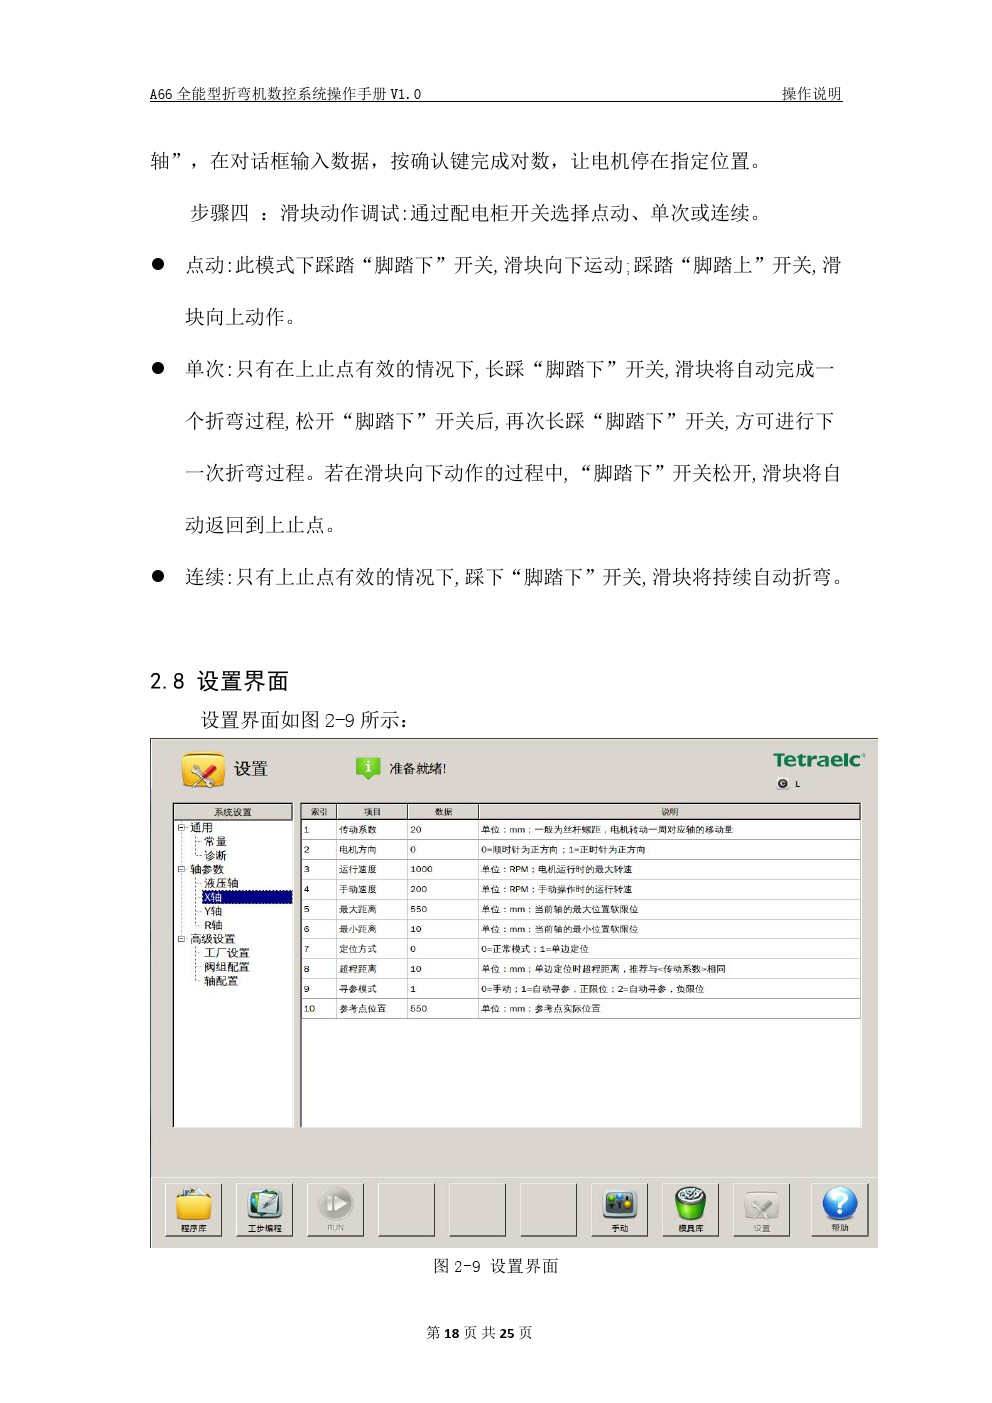 A66 全能型折弯机数控系统操作手册 V1.0 操作说明
轴”，在对话框输入数据，按确认键完成对数，让电机停在指定位置。
步骤四 ：滑块动作调试:通过配电柜开关选择点动、单次或连续。
● 点动:此模式下踩踏“脚踏下”开关,滑块向下运动;踩踏“脚踏上”开关,滑
块向上动作。
● 单次:只有在上止点有效的情况下,长踩“脚踏下”开关,滑块将自动完成一
个折弯过程,松开“脚踏下”开关后,再次长踩“脚踏下”开关,方可进行下
一次折弯过程。若在滑块向下动作的过程中,“脚踏下”开关松开,滑块将自
动返回到上止点。
● 连续:只有上止点有效的情况下,踩下“脚踏下”开关,滑块将持续自动折弯。
2.8 设置界面
设置界面如图 2-9 所示:
设置 准备就绪! Tetraelc
C L
系统设置
通用
常量
诊断
轴参数
液压轴
X轴
Y轴
R轴
高级设置
工厂设置
阀组配置
轴配置
索引 项目 数据 说明
1 传动系数 20 单位：mm；一般为丝杆螺距，电机转动一周对应轴的移动量
2 电机方向 0 0=顺时针为正方向；1=正时针为正方向
3 运行速度 1000 单位：RPM；电机运行时的最大转速
4 手动速度 200 单位：RPM；手动操作时的运行转速
5 最大距离 550 单位：mm；当前轴的最大位置软限位
6 最小距离 10 单位：mm；当前轴的最小位置软限位
7 定位方式 0 0=正常模式；1=单边定位
8 超程距离 10 单位：mm；单边定位时超程距离，推荐与<传动系数>相同
9 寻参模式 1 0=手动；1=自动寻参，正限位；2=自动寻参，负限位
10 参考点位置 550 单位：mm；参考点实际位置
程序库 工步编程 RUN 手动 模具库 设置 帮助
图 2-9 设置界面
第 18 页 共 25 页